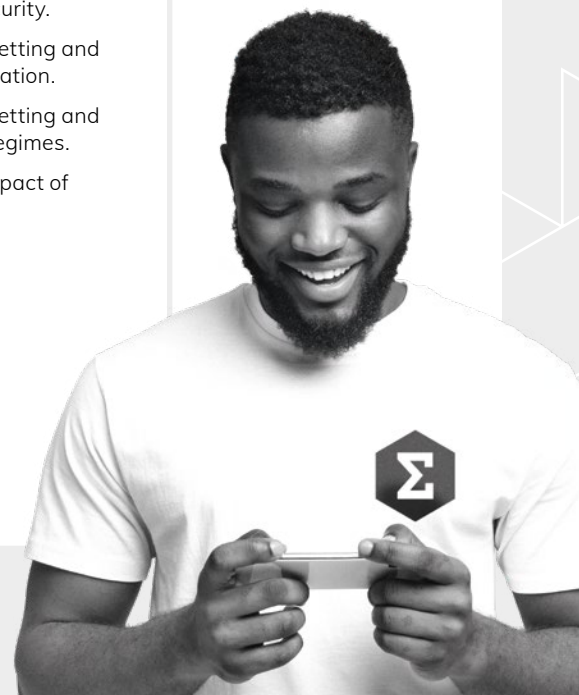 urity.
etting and
ation.
etting and
egimes.
pact of
Σ